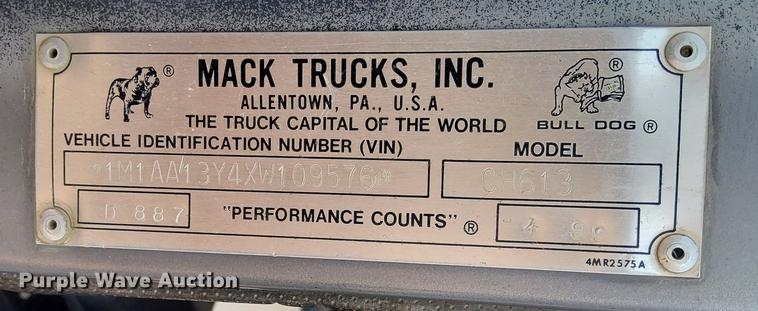 MACK TRUCKS, INC.
ALLENTOWN, PA., U.S.A.
THE TRUCK CAPITAL OF THE WORLD
BULL DOG ®
VEHICLE IDENTIFICATION NUMBER (VIN)
MODEL
1M1AA13Y4XW109576
CH613
D 887
"PERFORMANCE COUNTS" ®
4MR2575A
Purple Wave Auction